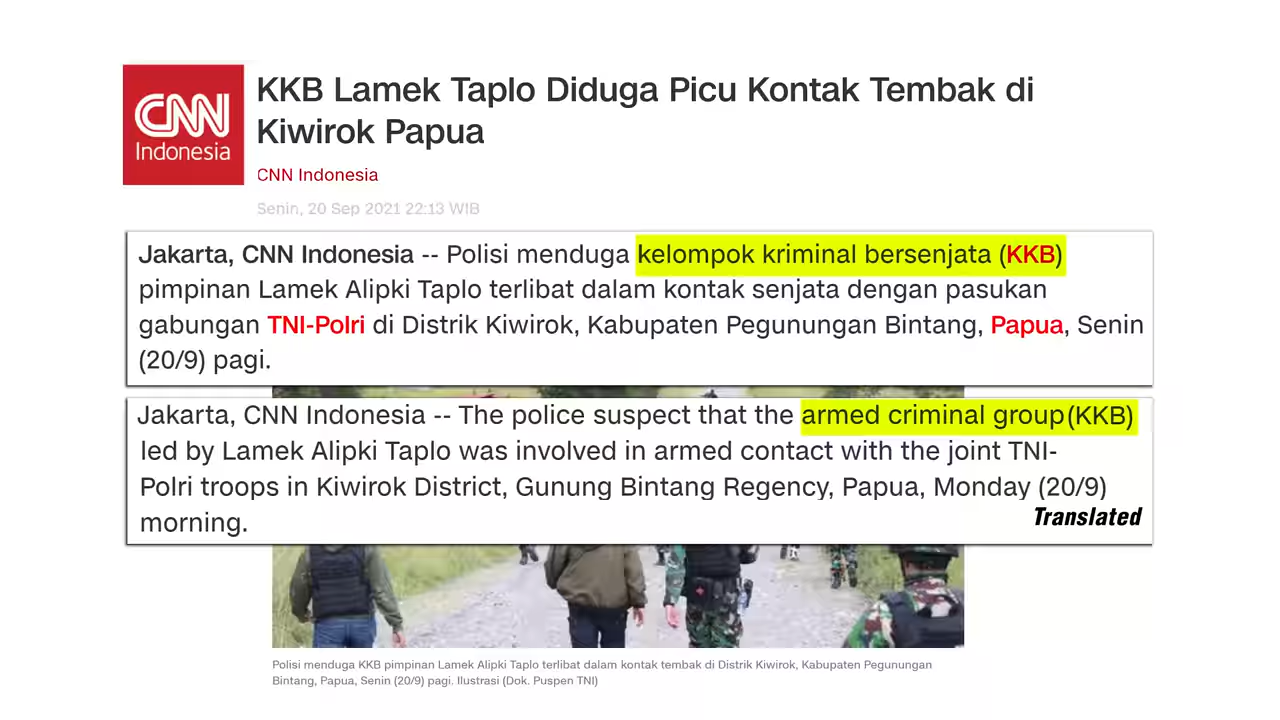 CNN
Indonesia
KKB Lamek Taplo Diduga Picu Kontak Tembak di
Kiwirok Papua
CNN Indonesia
Senin, 20 Sep 2021 22:13 WIB
Jakarta, CNN Indonesia -- Polisi menduga kelompok kriminal bersenjata (KKB)
pimpinan Lamek Alipki Taplo terlibat dalam kontak senjata dengan pasukan
gabungan TNI-Polri di Distrik Kiwirok, Kabupaten Pegunungan Bintang, Papua, Senin
(20/9) pagi.
Jakarta, CNN Indonesia -- The police suspect that the armed criminal group(KKB)
led by Lamek Alipki Taplo was involved in armed contact with the joint TNI-
Polri troops in Kiwirok District, Gunung Bintang Regency, Papua, Monday (20/9)
morning.
Translated
Polisi menduga KKB pimpinan Lamek Alipki Taplo terlibat dalam kontak tembak di Distrik Kiwirok, Kabupaten Pegunungan
Bintang, Papua, Senin (20/9) pagi. Ilustrasi (Dok. Puspen TNI)